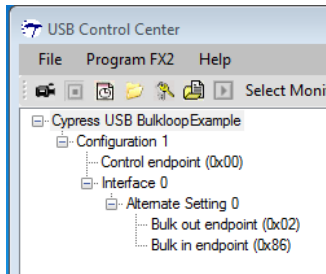 USB Control Center
File Program FX2 Help
Select Moni
Cypress USB BulkloopExample
Configuration 1
Control endpoint (0x00)
Interface 0
Alternate Setting 0
Bulk out endpoint (0x02)
Bulk in endpoint (0x86)